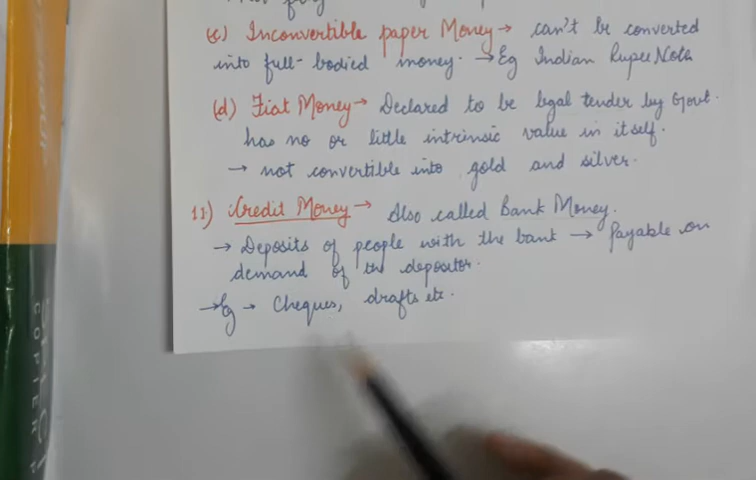 (c) Inconvertible paper Money → can't be converted
into full-bodied money. → Eg Indian Rupee Note
(d) Fiat Money → Declared to be legal tender by Govt.
has no or little intrinsic value in itself.
→ not convertible into gold and silver.
11) Credit Money → Also called Bank Money.
→ Deposits of people with the bank → Payable on
demand of the depositor.
→ Eg → Cheques, drafts etc.
COPIER